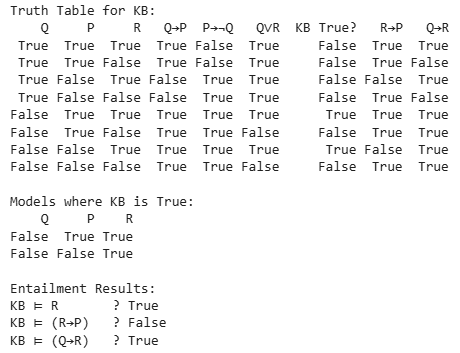 Truth Table for KB:
Q P R Q→P P→¬Q Q∨R KB True? R→P Q→R
True True True True False True False True True
True True False True False True False True False
True False True False True True False False True
True False False False True True False True False
False True True True True True True True True
False True False True True False False True True
False False True True True True True False True
False False False True True False False True True
Models where KB is True:
Q P R
False True True
False False True
Entailment Results:
KB ⊨ R ? True
KB ⊨ (R→P) ? False
KB ⊨ (Q→R) ? True